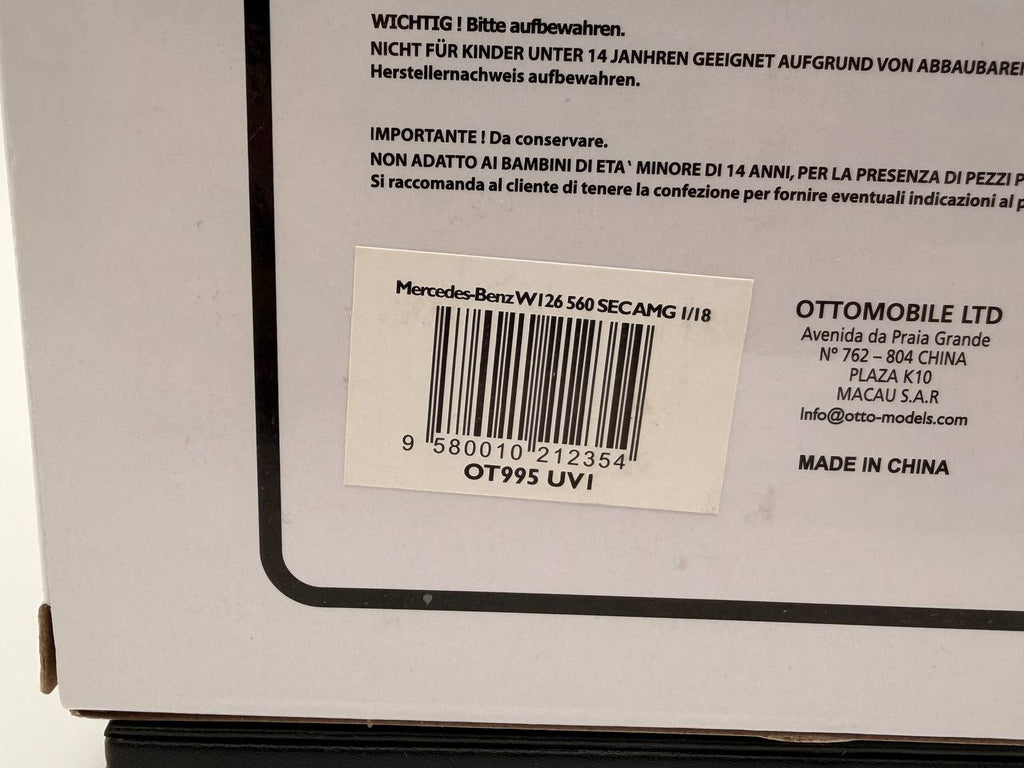 WICHTIG ! Bitte aufbewahren.
NICHT FÜR KINDER UNTER 14 JANHREN GEEIGNET AUFGRUND VON ABBAUBAREN
Herstellernachweis aufbewahren.
IMPORTANTE ! Da conservare.
NON ADATTO AI BAMBINI DI ETA‵ MINORE DI 14 ANNI, PER LA PRESENZA DI PEZZI P
Si raccomanda al cliente di tenere la confezione per fornire eventuali indicazioni al p
Mercedes-Benz W126 560 SEC AMG 1/18
9 580010 212354
OT995 UV1
OTTOMOBILE LTD
Avenida da Praia Grande
N° 762 – 804 CHINA
PLAZA K10
MACAU S.A.R
Info@otto-models.com
MADE IN CHINA